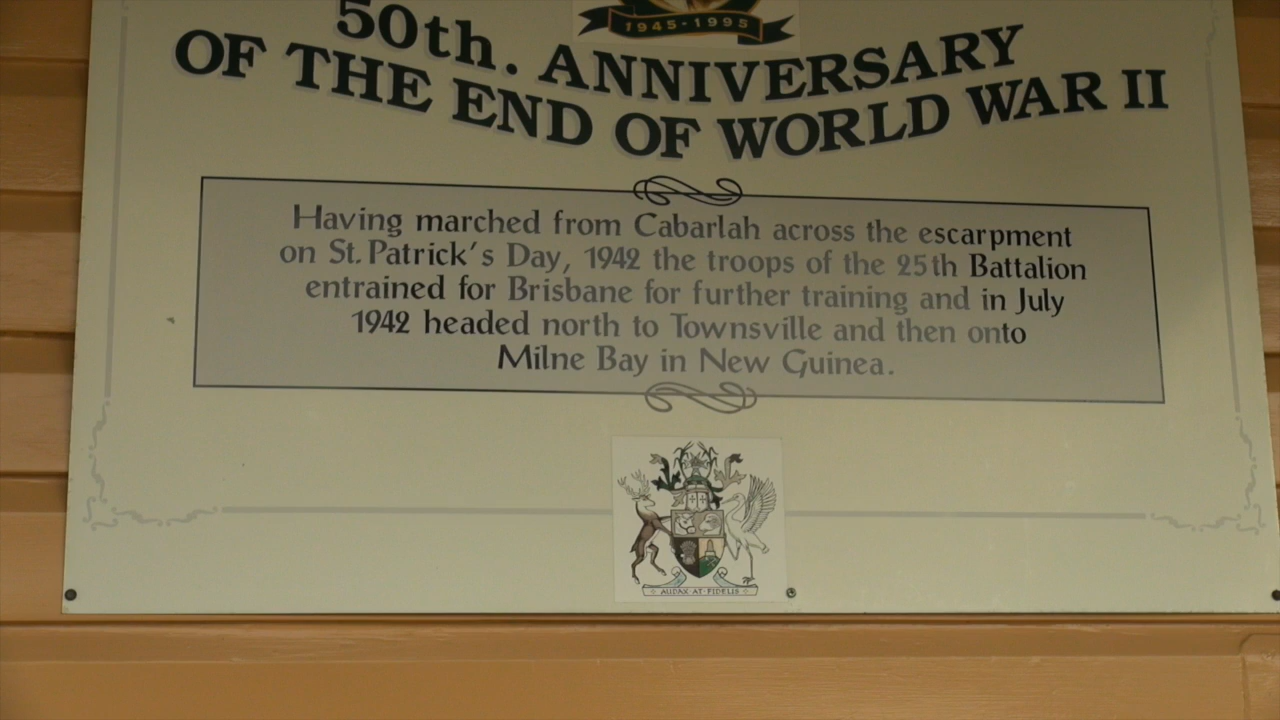 1945-1995
50th. ANNIVERSARY
OF THE END OF WORLD WAR II
Having marched from Cabarlah across the escarpment
on St. Patrick's Day, 1942 the troops of the 25th Battalion
entrained for Brisbane for further training and in July
1942 headed north to Townsville and then onto
Milne Bay in New Guinea.
AUDAX AT FIDELIS